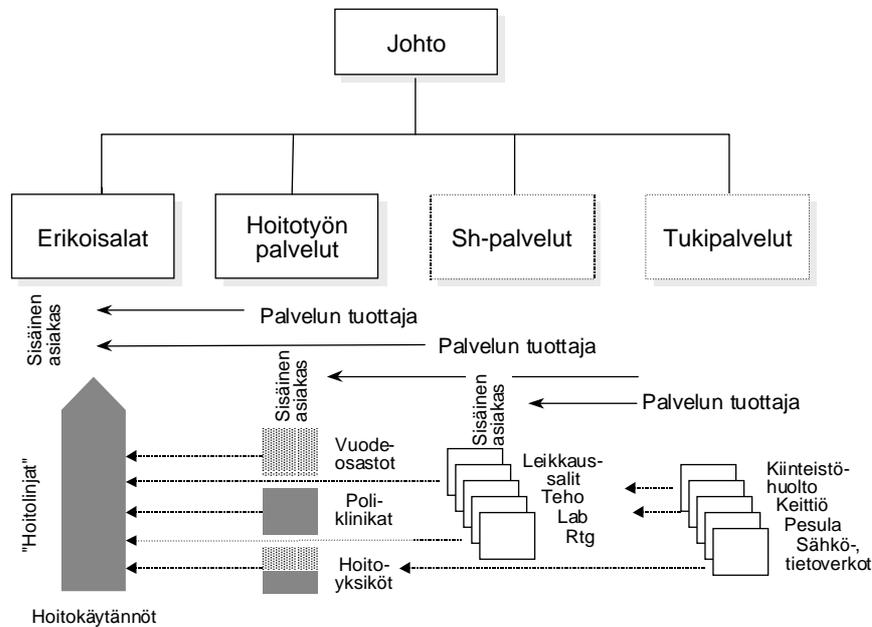 Johto
Erikoisalat
Hoitotyön
palvelut
Sh-palvelut
Tukipalvelut
Sisäinen
asiakas
Palvelun tuottaja
Palvelun tuottaja
Sisäinen
asiakas
Sisäinen
asiakas
Palvelun tuottaja
"Hoitolinjat"
Vuode-
osastot
Poli-
klinikat
Hoito-
yksiköt
Leikkaus-
salit
Teho
Lab
Rtg
Kiinteistö-
huolto
Keittiö
Pesula
Sähkö-,
tietoverkot
Hoitokäytännöt